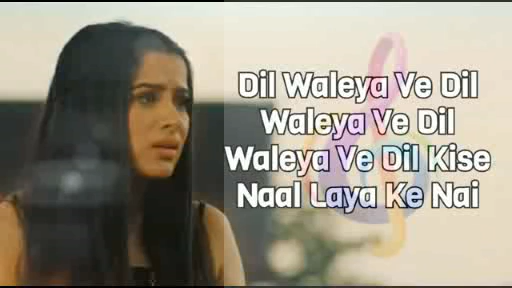 Dil Waleya Ve Dil
Waleya Ve Dil
Waleya Ve Dil Kise
Naal Laya Ke Nai